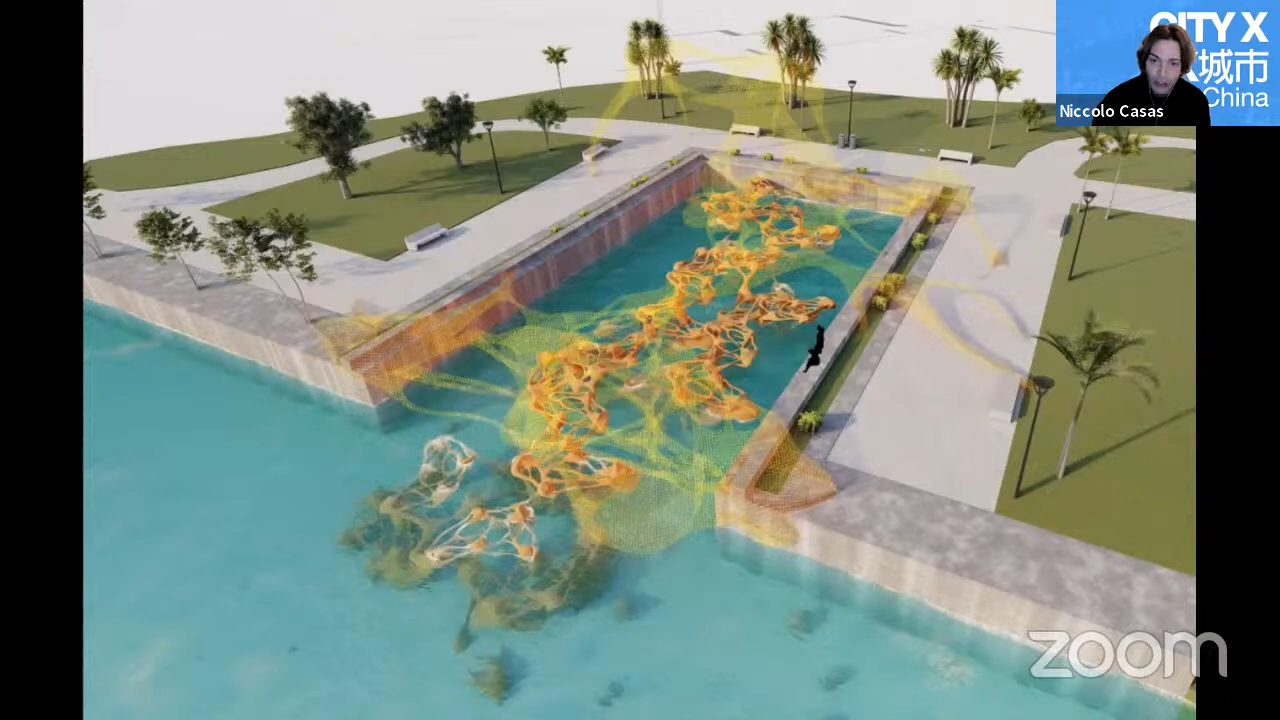 CITY X
城市
China
Niccolo Casas
zoom